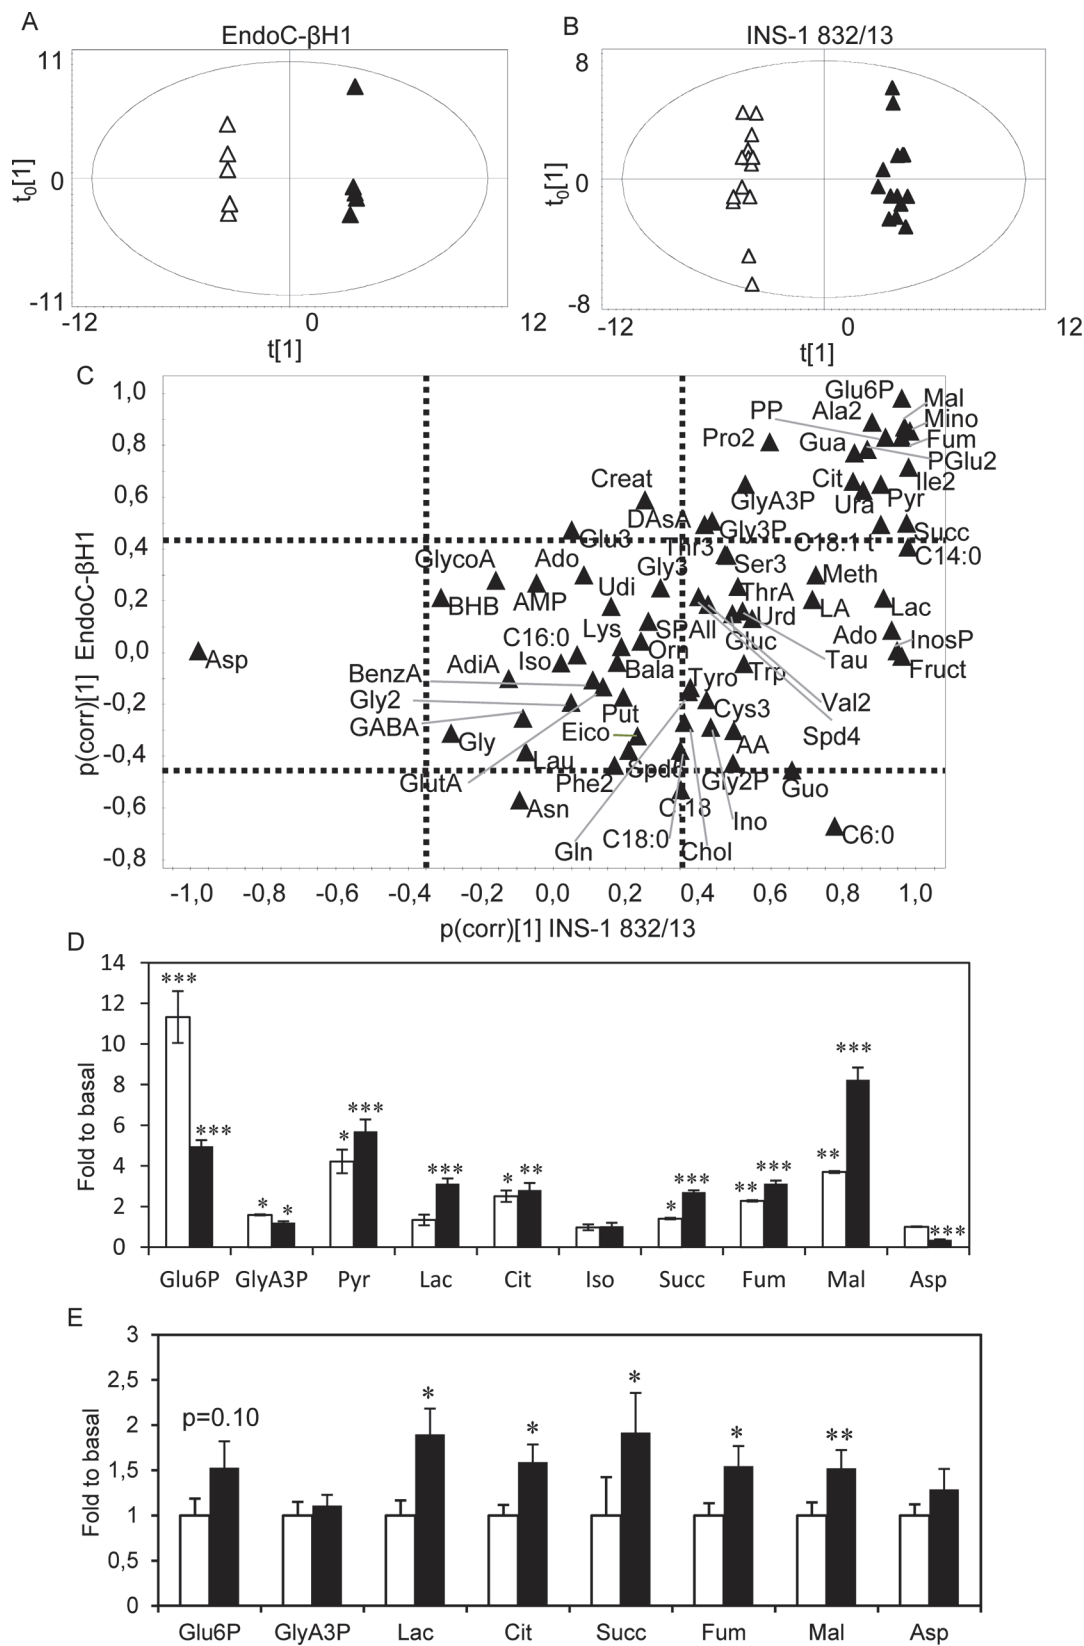 A
EndoC-βH1
11
0
-11
t₀[1]
-12
0
12
t[1]
B
INS-1 832/13
8
0
-8
t₀[1]
-12
0
12
t[1]
C
p(corr)[1] EndoC-βH1
1,0
0,8
0,6
0,4
0,2
0,0
-0,2
-0,4
-0,6
-0,8
Glu6P
Mal
PP
Ala2
Mino
Pro2
Gua
Fum
PGlu2
Creat
Cit
Ile2
GlyA3P
Ura
Pyr
DAsA
Gly3P
Succ
Glu3
Thr3
C18:1 t
C14:0
GlycoA
Ado
Gly3
Ser3
Meth
BHB
AMP
Udi
ThrA
LA
Lac
C16:0
Lys
SPAll
Urd
Ado
InosP
Asp
AdiA
Iso
Orn
Gluc
Tau
Fruct
BenzA
Bala
Tyro
Trp
Gly2
Put
Cys3
Val2
GABA
Gly
Eico
AA
Spd4
GlutA
Lau
Phe2
Spd
Gly2P
Guo
Asn
C18
Ino
C6:0
Gln
C18:0
Chol
-1,0 -0,8 -0,6 -0,4 -0,2 0,0 0,2 0,4 0,6 0,8 1,0
p(corr)[1] INS-1 832/13
D
Fold to basal
14
12
10
8
6
4
2
0
*** *** * * * *** *** * ** * *** ** *** ** *** ***
Glu6P GlyA3P Pyr Lac Cit Iso Succ Fum Mal Asp
E
Fold to basal
3
2,5
2
1,5
1
0,5
0
p=0.10 * * * * **
Glu6P GlyA3P Lac Cit Succ Fum Mal Asp